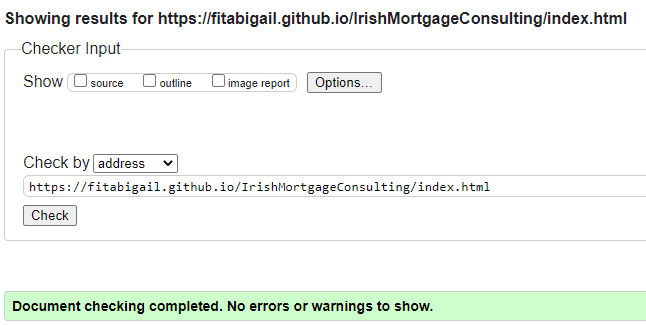 Showing results for https://fitabigail.github.io/IrishMortgageConsulting/index.html
Checker Input
Show source outline image report Options...
Check by address
https://fitabigail.github.io/IrishMortgageConsulting/index.html
Check
Document checking completed. No errors or warnings to show.